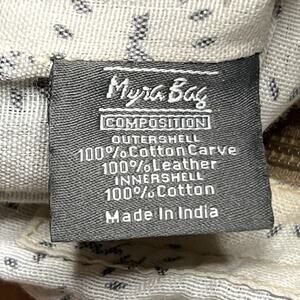 Myra Bag
COMPOSITION
OUTERSHELL
100%CottonCarve
100%Leather
INNERSHELL
100%Cotton
Made In India